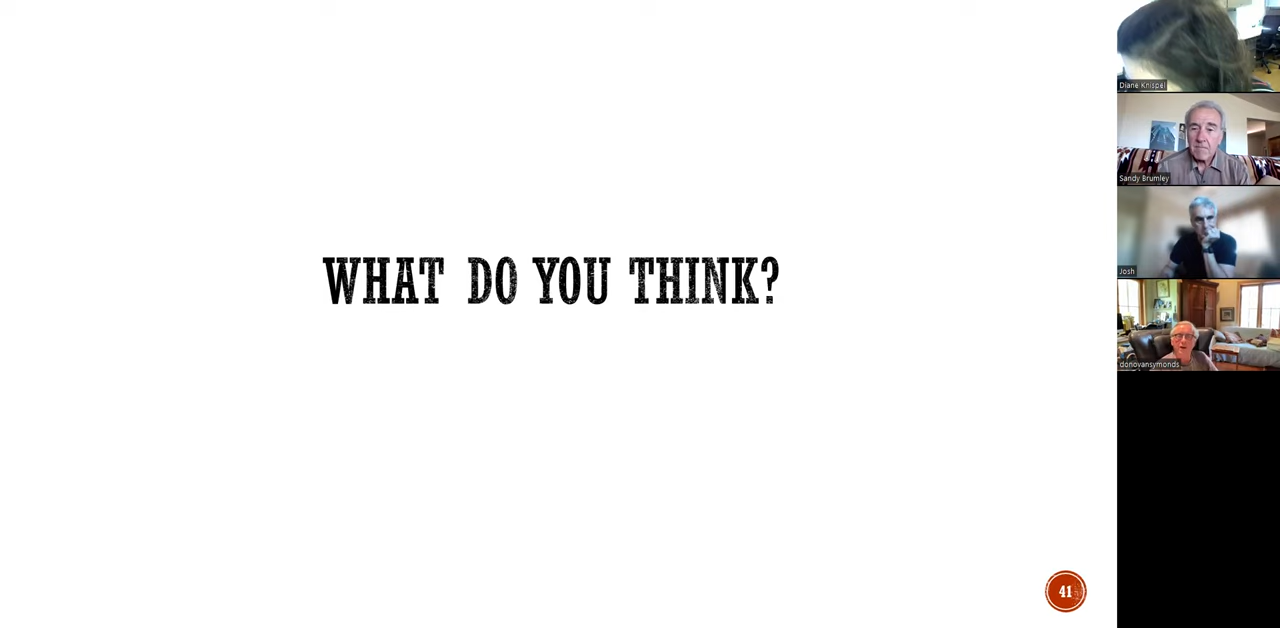 WHAT DO YOU THINK?
41
Diane Knispel
Sandy Brumley
Josh
donovansymonds